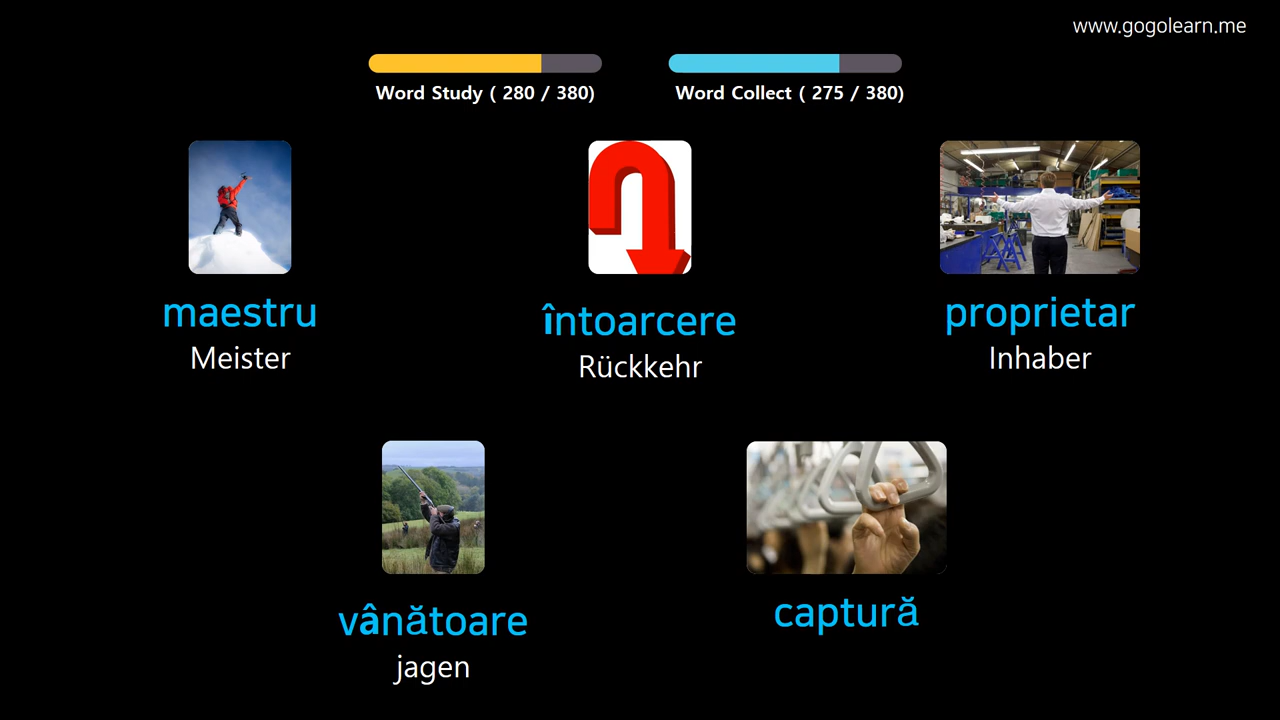 www.gogolearn.me
Word Study ( 280 / 380)
Word Collect ( 275 / 380)
maestru
Meister
întoarcere
Rückkehr
proprietar
Inhaber
vânătoare
jagen
captură